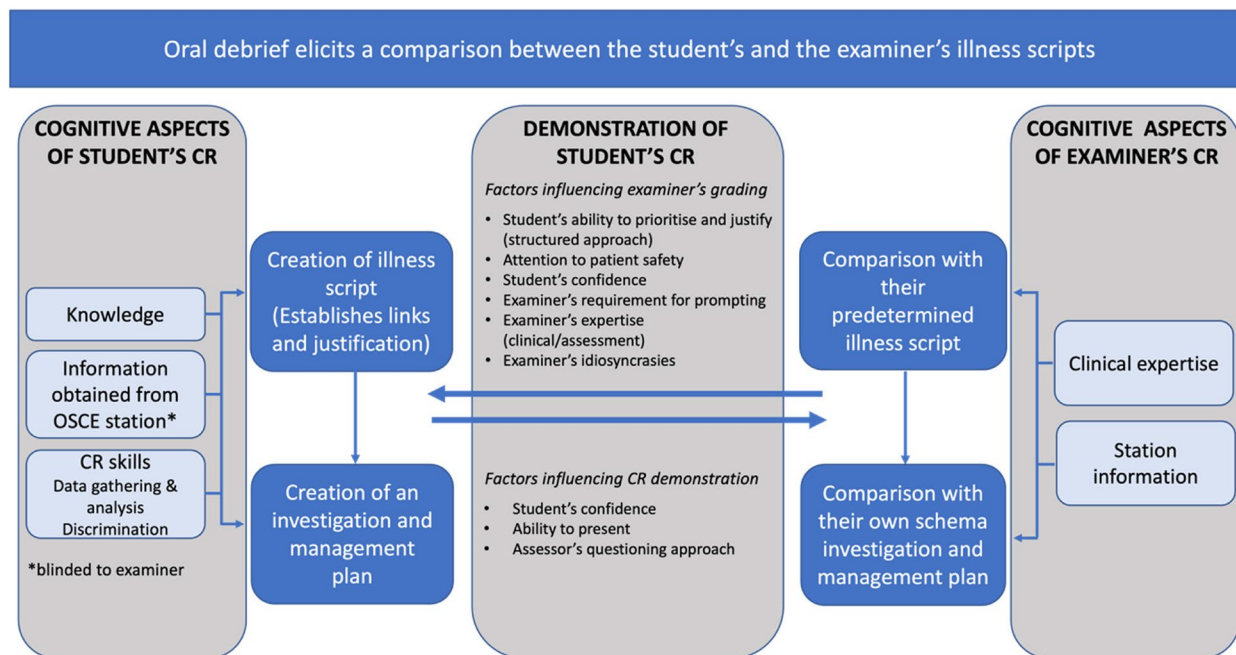 Oral debrief elicits a comparison between the student’s and the examiner’s illness scripts
COGNITIVE ASPECTS
OF STUDENT’S CR
Knowledge
Information
obtained from
OSCE station*
CR skills
Data gathering &
analysis
Discrimination
*blinded to examiner
Creation of illness
script
(Establishes links
and justification)
Creation of an
investigation and
management
plan
DEMONSTRATION OF
STUDENT’S CR
Factors influencing examiner’s grading
• Student’s ability to prioritise and justify
(structured approach)
• Attention to patient safety
• Student’s confidence
• Examiner’s requirement for prompting
• Examiner’s expertise
(clinical/assessment)
• Examiner’s idiosyncrasies
Factors influencing CR demonstration
• Student’s confidence
• Ability to present
• Assessor’s questioning approach
Comparison with
their
predetermined
illness script
Comparison with
their own schema
investigation and
management plan
COGNITIVE ASPECTS
OF EXAMINER’S CR
Clinical expertise
Station
information